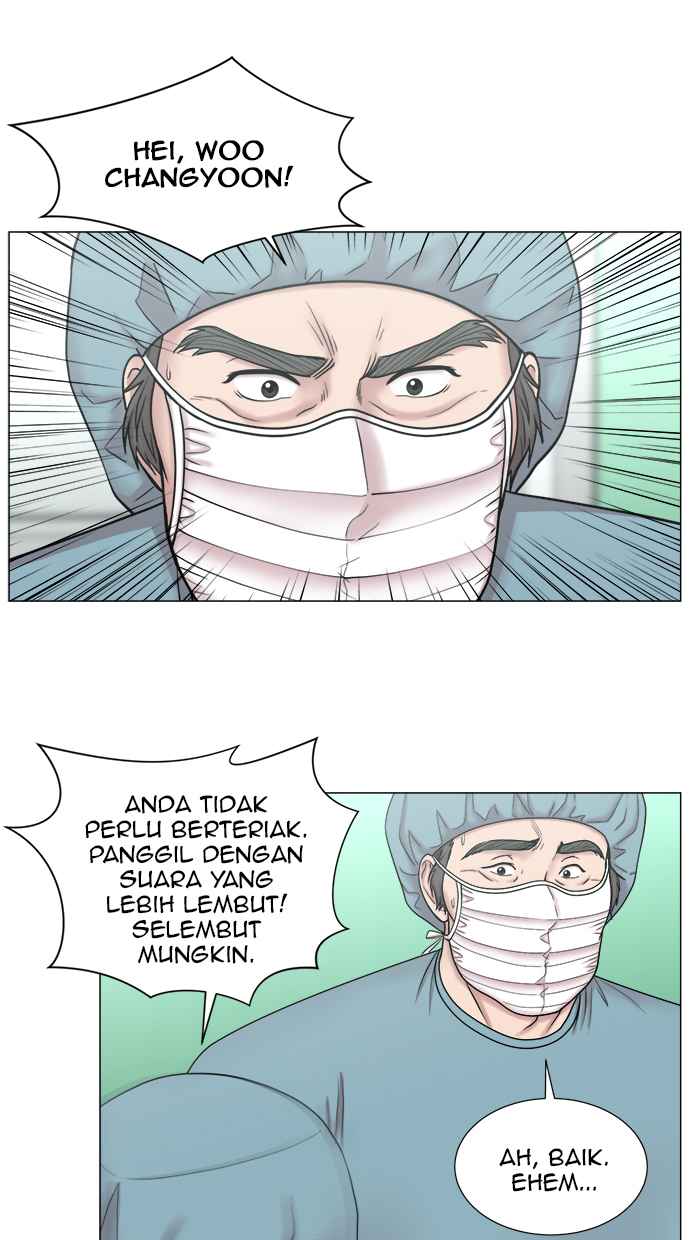 HEI, WOO
CHANGYOON!
ANDA TIDAK
PERLU BERTERIAK.
PANGGIL DENGAN
SUARA YANG
LEBIH LEMBUT!
SELEMBUT
MUNGKIN.
AH, BAIK.
EHEM...